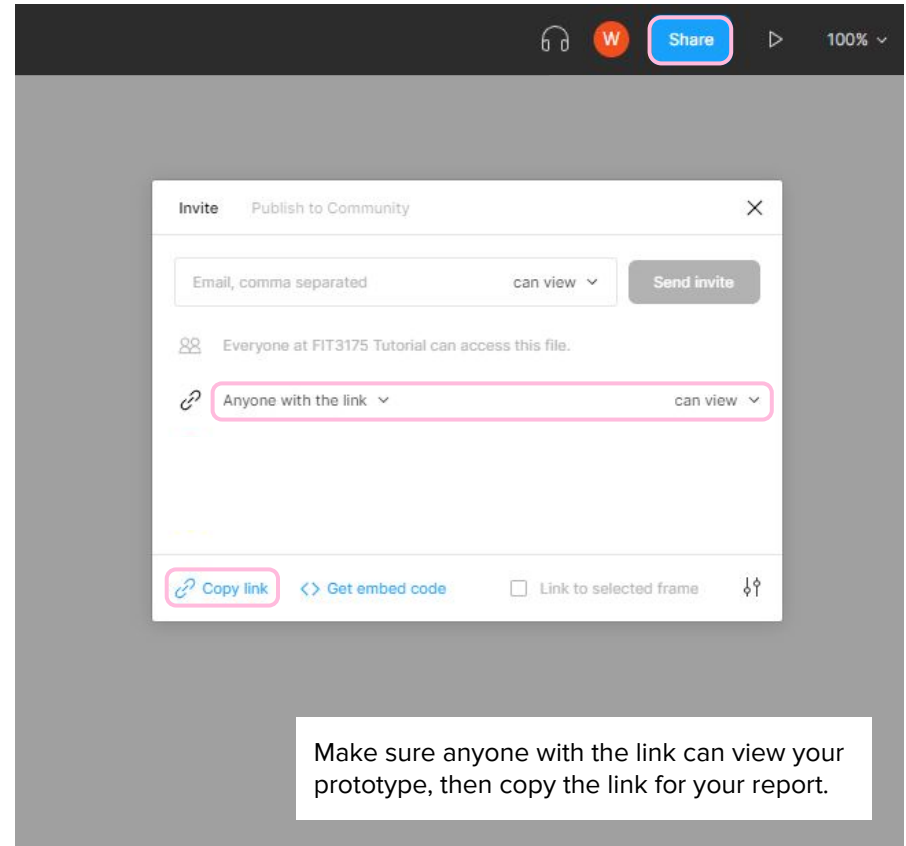 W Share 100%
Invite Publish to Community
Email, comma separated can view Send invite
Everyone at FIT3175 Tutorial can access this file.
Anyone with the link can view
Copy link <> Get embed code Link to selected frame
Make sure anyone with the link can view your
prototype, then copy the link for your report.